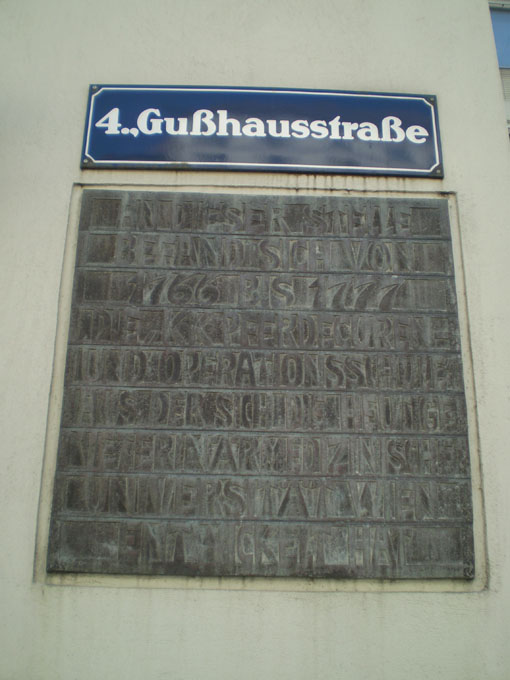 4., Gußhausstraße
AN DIESER STELLE
BEFAND SICH VON
1766 BIS 1777
DIE K K PFERDECUREN
UND OPERATIONSSCHULE
AUS DER SICH DIE HEUTIGE
VETERINÄRMEDIZINISCHE
UNIVERSITÄT WIEN
ENTWICKELT HAT